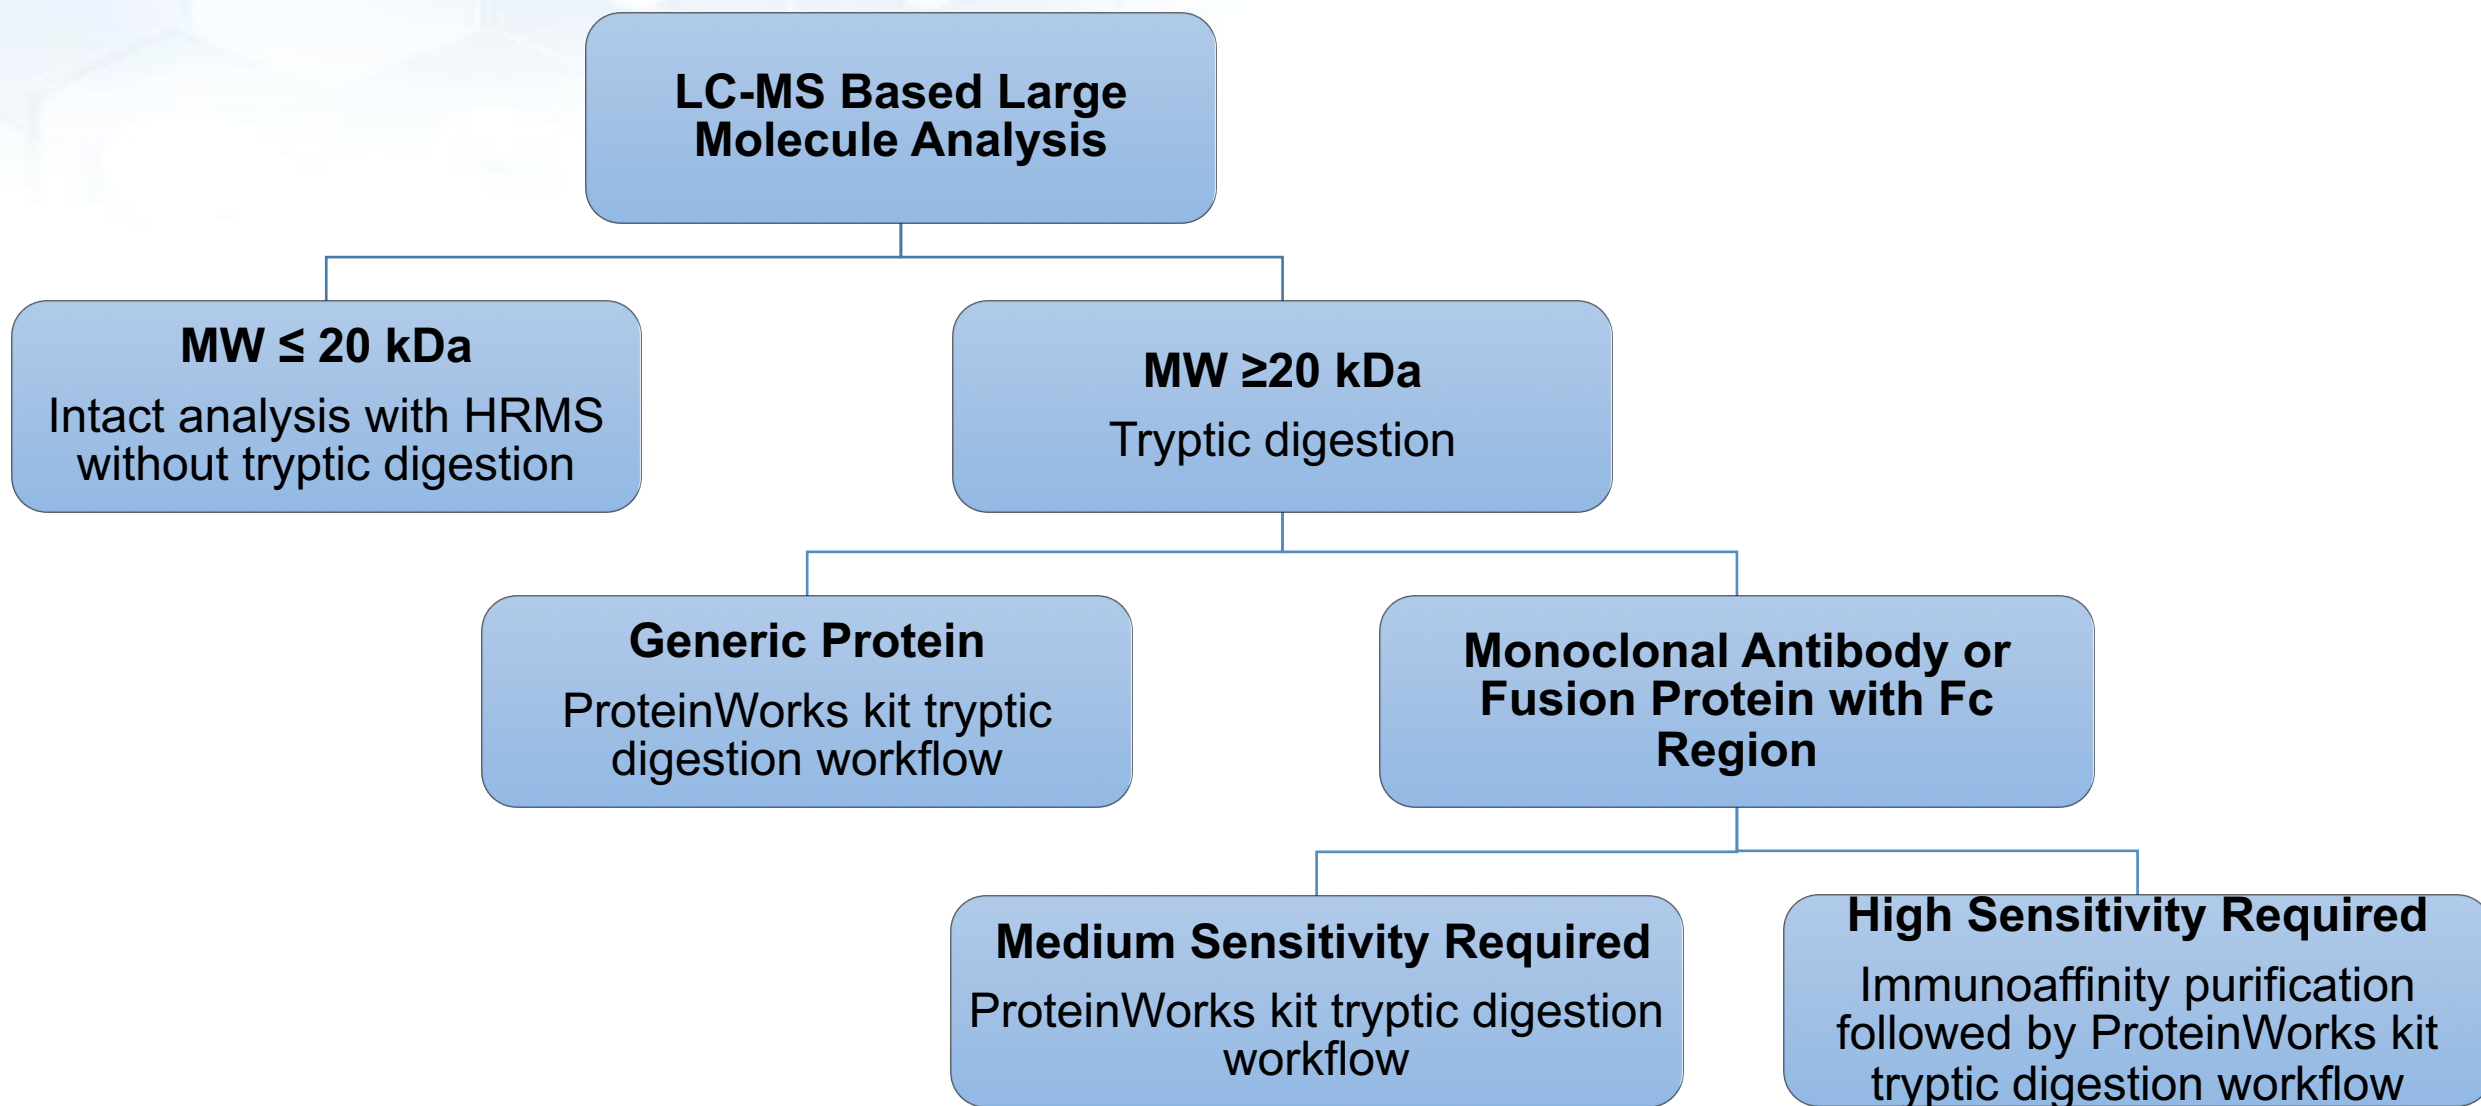 LC-MS Based Large
Molecule Analysis
MW ≤ 20 kDa
Intact analysis with HRMS
without tryptic digestion
MW ≥20 kDa
Tryptic digestion
Generic Protein
ProteinWorks kit tryptic
digestion workflow
Monoclonal Antibody or
Fusion Protein with Fc
Region
Medium Sensitivity Required
ProteinWorks kit tryptic digestion
workflow
High Sensitivity Required
Immunoaffinity purification
followed by ProteinWorks kit
tryptic digestion workflow